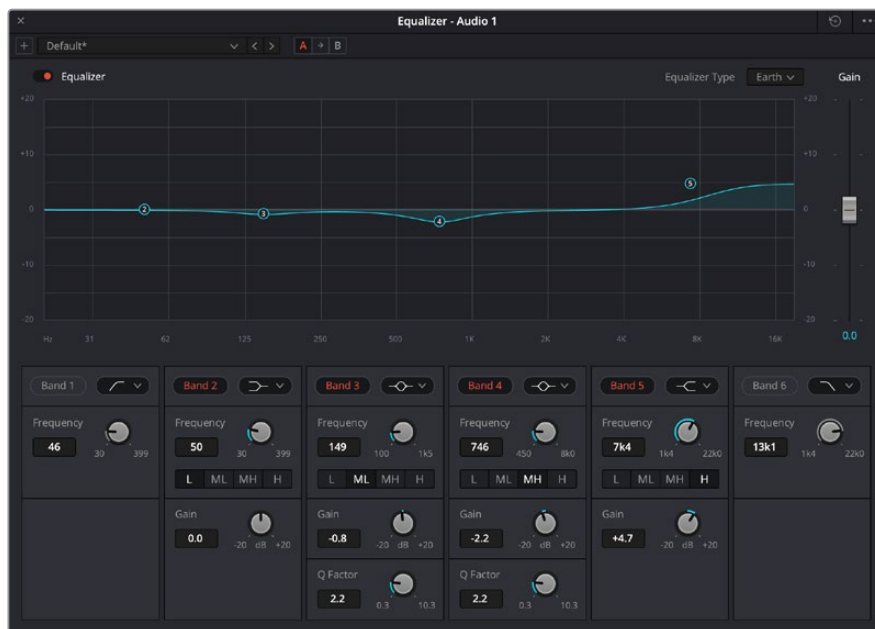 Equalizer - Audio 1
Default*
A B
Equalizer
Equalizer Type Earth Gain
+20 +20
+10 +10
0 0
-10 -10
-20 -20
2 3 4 5
Hz 31 62 125 250 500 1K 2K 4K 8K 16K
0.0
Band 1 Band 2 Band 3 Band 4 Band 5 Band 6
Frequency Frequency Frequency Frequency Frequency Frequency
46 50 149 746 7k4 13k1
30 399 30 399 100 1k5 450 8k0 1k4 22k0 1k4 22k0
L ML MH H L ML MH H L ML MH H L ML MH H
Gain Gain Gain Gain
0.0 -0.8 -2.2 +4.7
-20 dB +20 -20 dB +20 -20 dB +20 -20 dB +20
Q Factor Q Factor
2.2 2.2
0.3 10.3 0.3 10.3